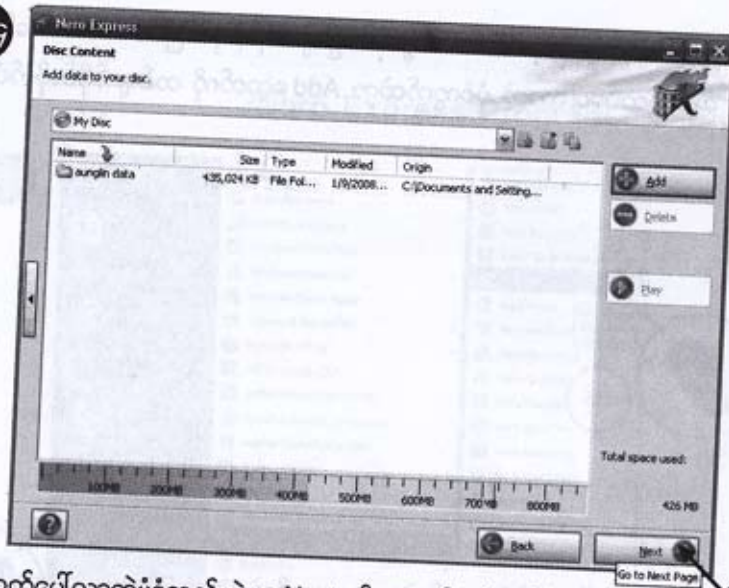 Nero Express
Disc Content
Add data to your disc.
My Disc
Name Size Type Modified Origin
aunglin data 435,024 KB File Fol... 1/9/2008... C:\Documents and Setting...
Add
Delete
Play
Total space used:
100MB 200MB 300MB 400MB 500MB 600MB 700MB 800MB
426 MB
Back
Next
Go to Next Page